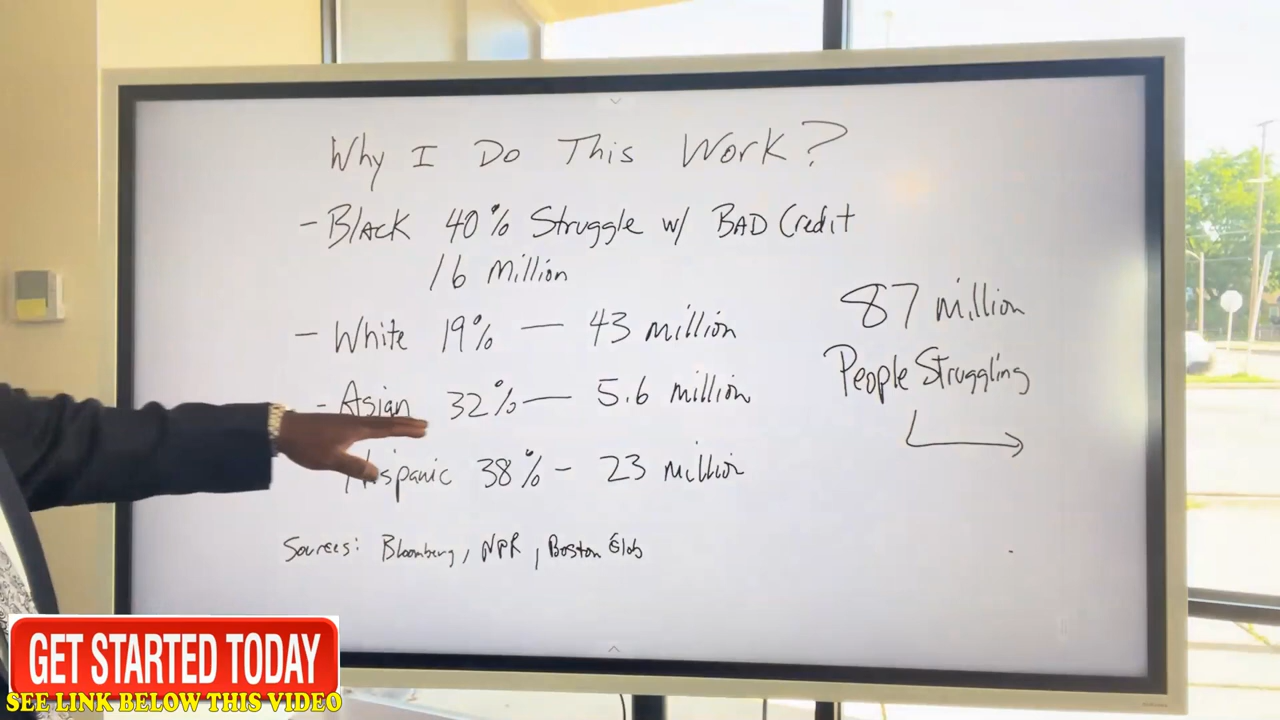 Why I Do This Work?
- Black 40% Struggle w/ BAD Credit
16 Million
- White 19% — 43 million
- Asian 32% — 5.6 million
- Hispanic 38% - 23 million
87 million
People Struggling
Sources: Bloomberg, NPR, Boston Glob
GET STARTED TODAY
SEE LINK BELOW THIS VIDEO